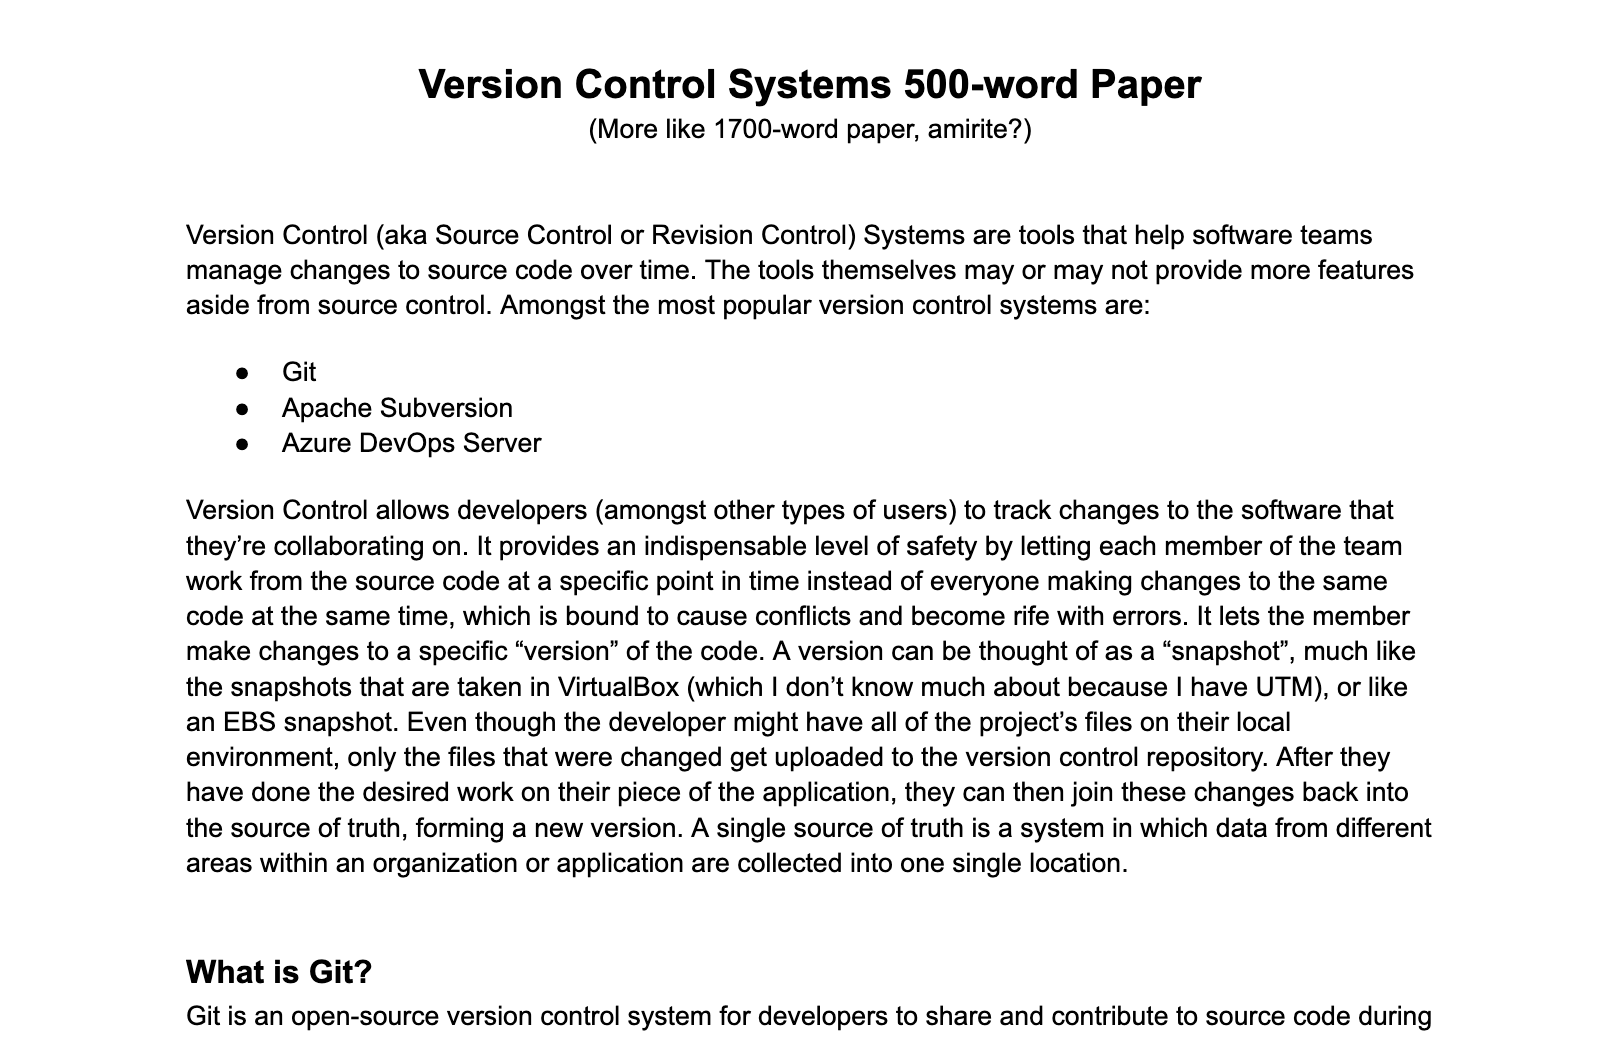 Version Control Systems 500-word Paper
(More like 1700-word paper, amirite?)
Version Control (aka Source Control or Revision Control) Systems are tools that help software teams
manage changes to source code over time. The tools themselves may or may not provide more features
aside from source control. Amongst the most popular version control systems are:
● Git
● Apache Subversion
● Azure DevOps Server
Version Control allows developers (amongst other types of users) to track changes to the software that
they’re collaborating on. It provides an indispensable level of safety by letting each member of the team
work from the source code at a specific point in time instead of everyone making changes to the same
code at the same time, which is bound to cause conflicts and become rife with errors. It lets the member
make changes to a specific “version” of the code. A version can be thought of as a “snapshot”, much like
the snapshots that are taken in VirtualBox (which I don’t know much about because I have UTM), or like
an EBS snapshot. Even though the developer might have all of the project’s files on their local
environment, only the files that were changed get uploaded to the version control repository. After they
have done the desired work on their piece of the application, they can then join these changes back into
the source of truth, forming a new version. A single source of truth is a system in which data from different
areas within an organization or application are collected into one single location.
What is Git?
Git is an open-source version control system for developers to share and contribute to source code during